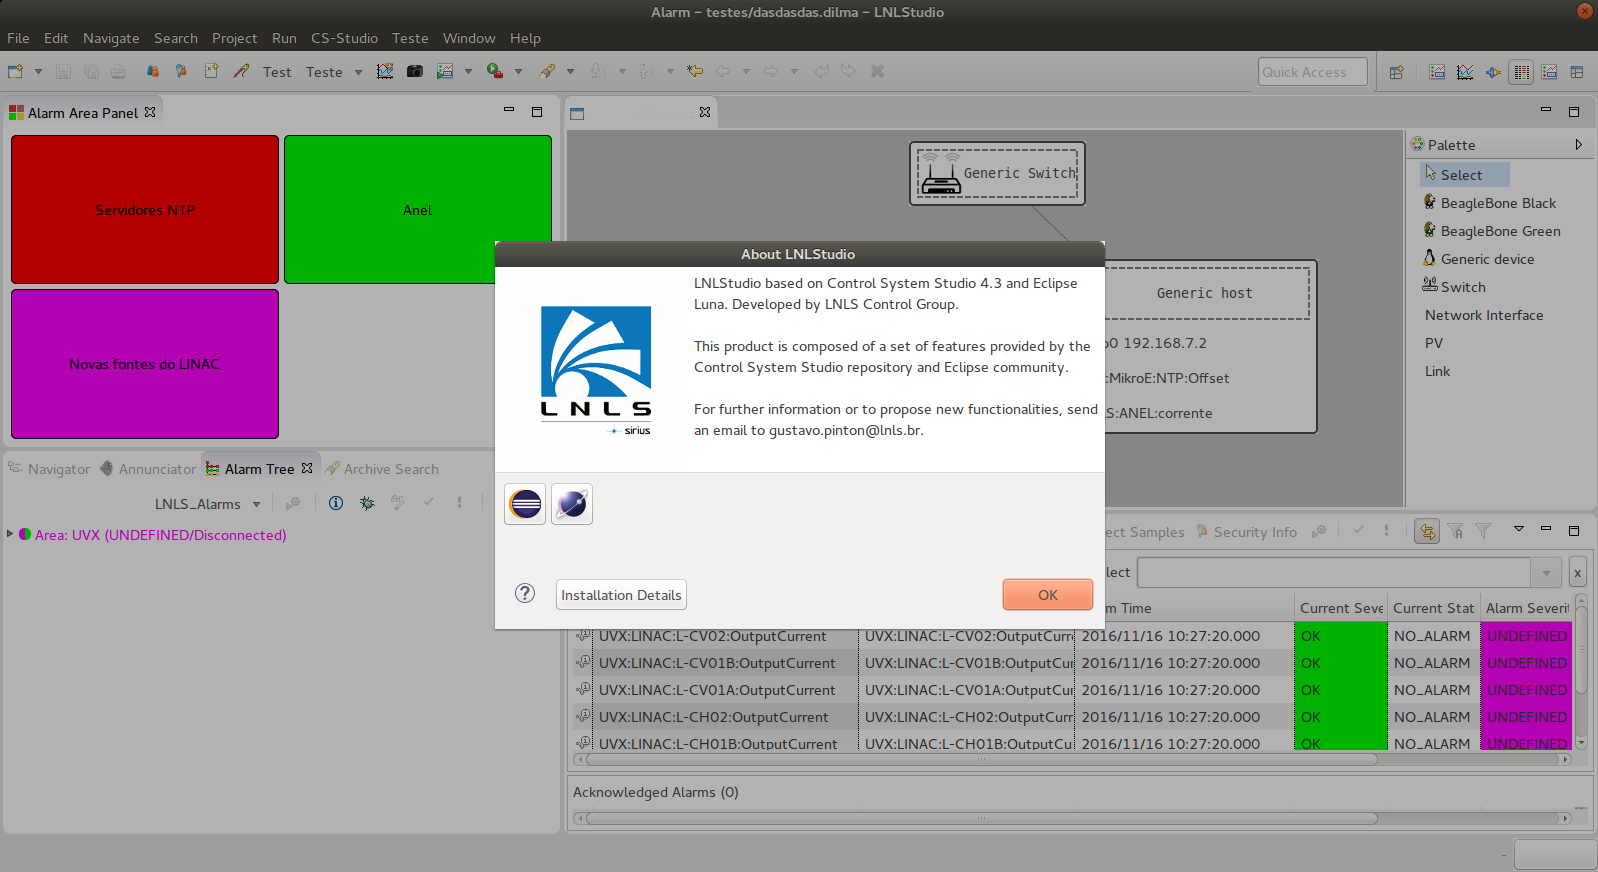 Alarm – testes/dasdasdas.dilma – LNLStudio
File Edit Navigate Search Project Run CS-Studio Teste Window Help
Test Teste Quick Access
Alarm Area Panel
Servidores NTP
Anel
Novas fontes do LINAC
Generic Switch
Generic host
192.168.7.2
:MikroE:NTP:Offset
S:ANEL:corrente
Palette
Select
BeagleBone Black
BeagleBone Green
Generic device
Switch
Network Interface
PV
Link
About LNLStudio
LNLStudio based on Control System Studio 4.3 and Eclipse
Luna. Developed by LNLS Control Group.
This product is composed of a set of features provided by the
Control System Studio repository and Eclipse community.
For further information or to propose new functionalities, send
an email to gustavo.pinton@lnls.br.
LNLS
sirius
Installation Details
OK
Navigator Annunciator Alarm Tree Archive Search
LNLS_Alarms
Area: UVX (UNDEFINED/Disconnected)
ect Samples Security Info
lect x
m Time Current Seve Current Stat Alarm Severit
UVX:LINAC:L-CV02:OutputCurrent UVX:LINAC:L-CV02:OutputCurr 2016/11/16 10:27:20.000 OK NO_ALARM UNDEFINED
UVX:LINAC:L-CV01B:OutputCurrent UVX:LINAC:L-CV01B:OutputCu 2016/11/16 10:27:20.000 OK NO_ALARM UNDEFINED
UVX:LINAC:L-CV01A:OutputCurrent UVX:LINAC:L-CV01A:OutputCu 2016/11/16 10:27:20.000 OK NO_ALARM UNDEFINED
UVX:LINAC:L-CH02:OutputCurrent UVX:LINAC:L-CH02:OutputCurr 2016/11/16 10:27:20.000 OK NO_ALARM UNDEFINED
UVX:LINAC:L-CH01B:OutputCurrent UVX:LINAC:L-CH01B:OutputCu 2016/11/16 10:27:20.000 OK NO_ALARM UNDEFINED
Acknowledged Alarms (0)